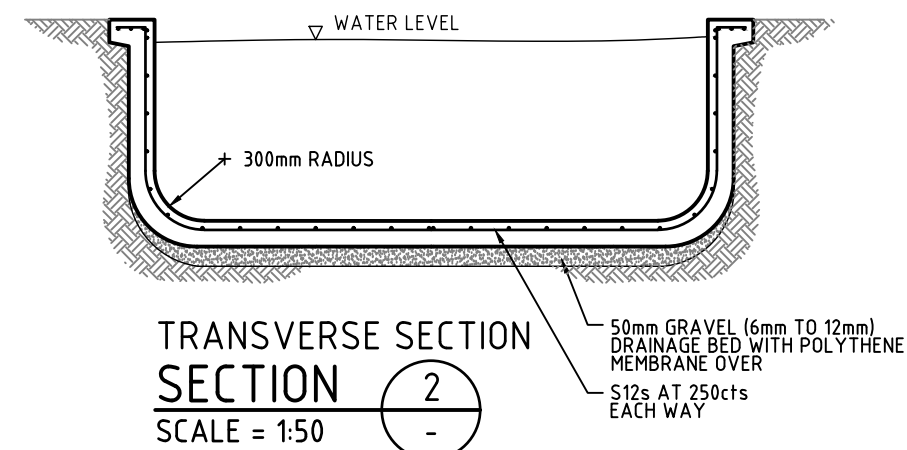 WATER LEVEL
300mm RADIUS
50mm GRAVEL (6mm TO 12mm)
DRAINAGE BED WITH POLYTHENE
MEMBRANE OVER
S12s AT 250cts
EACH WAY
TRANSVERSE SECTION
SECTION
2
SCALE = 1:50
-